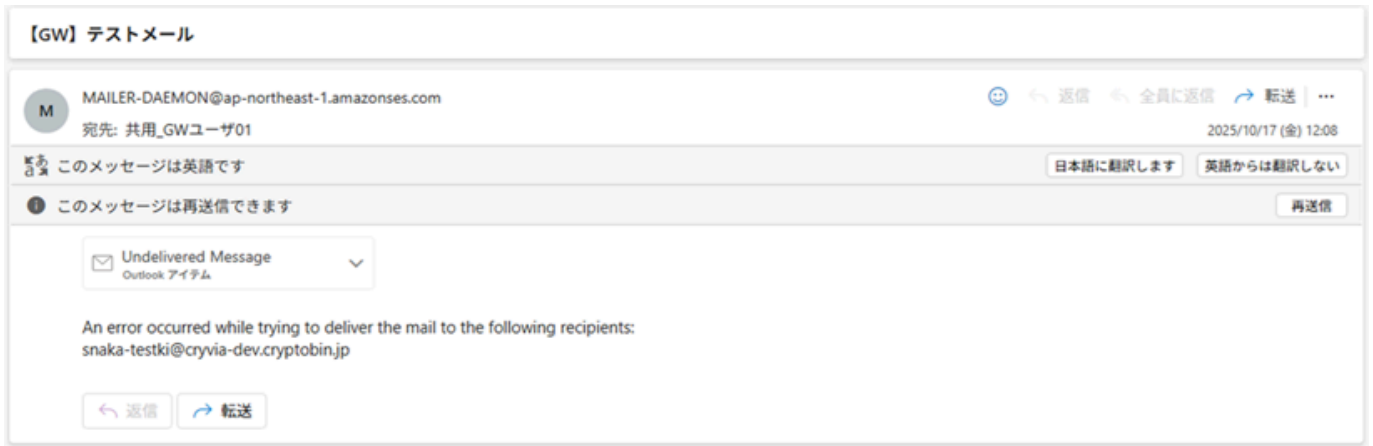 【GW】テストメール
M
MAILER-DAEMON@ap-northeast-1.amazonses.com
返信 全員に返信 転送 …
宛先: 共用_GWユーザ01
2025/10/17 (金) 12:08
このメッセージは英語です
日本語に翻訳します 英語からは翻訳しない
このメッセージは再送信できます
再送信
Undelivered Message
Outlook アイテム
An error occurred while trying to deliver the mail to the following recipients:
snaka-testki@cryvia-dev.cryptobin.jp
返信 転送